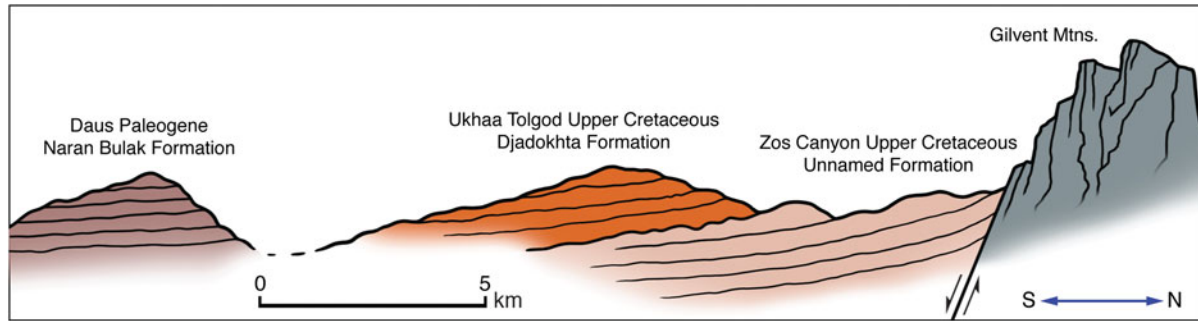 Gilvent Mtns.
Daus Paleogene
Naran Bulak Formation
Ukhaa Tolgod Upper Cretaceous
Djadokhta Formation
Zos Canyon Upper Cretaceous
Unnamed Formation
0 5
km
S N